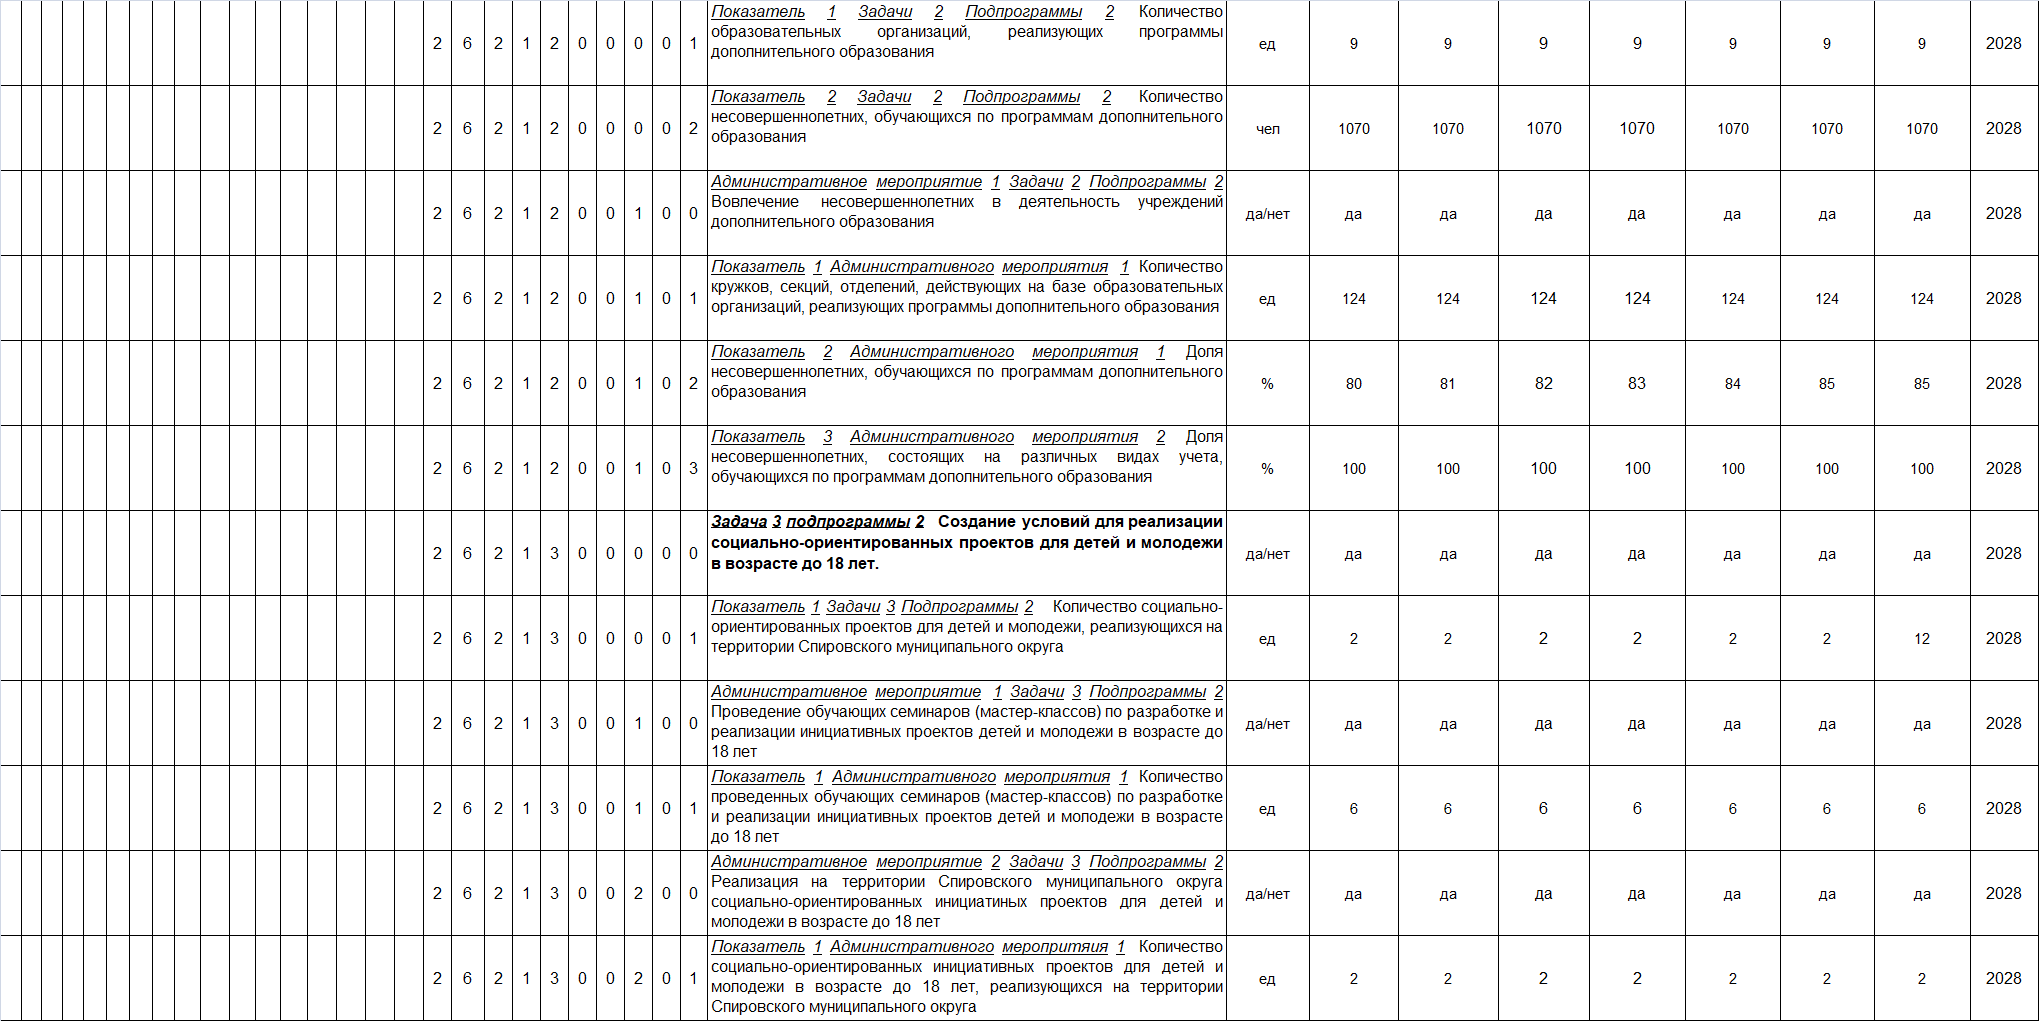 Показатель 1 Задачи 2 Подпрограммы 2 Количество
образовательных организаций, реализующих программы
дополнительного образования
2 6 2 1 2 0 0 0 0 1 ед 9 9 9 9 9 9 9 2028
Показатель 2 Задачи 2 Подпрограммы 2 Количество
несовершеннолетних, обучающихся по программам дополнительного
образования
2 6 2 1 2 0 0 0 0 2 чел 1070 1070 1070 1070 1070 1070 1070 2028
Административное мероприятие 1 Задачи 2 Подпрограммы 2
Вовлечение несовершеннолетних в деятельность учреждений
дополнительного образования
2 6 2 1 2 0 0 1 0 0 да/нет да да да да да да да 2028
Показатель 1 Административного мероприятия 1 Количество
кружков, секций, отделений, действующих на базе образовательных
организаций, реализующих программы дополнительного образования
2 6 2 1 2 0 0 1 0 1 ед 124 124 124 124 124 124 124 2028
Показатель 2 Административного мероприятия 1 Доля
несовершеннолетних, обучающихся по программам дополнительного
образования
2 6 2 1 2 0 0 1 0 2 % 80 81 82 83 84 85 85 2028
Показатель 3 Административного мероприятия 2 Доля
несовершеннолетних, состоящих на различных видах учета,
обучающихся по программам дополнительного образования
2 6 2 1 2 0 0 1 0 3 % 100 100 100 100 100 100 100 2028
Задача 3 подпрограммы 2 Создание условий для реализации
социально-ориентированных проектов для детей и молодежи
в возрасте до 18 лет.
2 6 2 1 3 0 0 0 0 0 да/нет да да да да да да да 2028
Показатель 1 Задачи 3 Подпрограммы 2 Количество социально-
ориентированных проектов для детей и молодежи, реализующихся на
территории Спировского муниципального округа
2 6 2 1 3 0 0 0 0 1 ед 2 2 2 2 2 2 12 2028
Административное мероприятие 1 Задачи 3 Подпрограммы 2
Проведение обучающих семинаров (мастер-классов) по разработке и
реализации инициативных проектов детей и молодежи в возрасте до
18 лет
2 6 2 1 3 0 0 1 0 0 да/нет да да да да да да да 2028
Показатель 1 Административного мероприятия 1 Количество
проведенных обучающих семинаров (мастер-классов) по разработке
и реализации инициативных проектов детей и молодежи в возрасте
до 18 лет
2 6 2 1 3 0 0 1 0 1 ед 6 6 6 6 6 6 6 2028
Административное мероприятие 2 Задачи 3 Подпрограммы 2
Реализация на территории Спировского муниципального округа
социально-ориентированных инициатиных проектов для детей и
молодежи в возрасте до 18 лет
2 6 2 1 3 0 0 2 0 0 да/нет да да да да да да да 2028
Показатель 1 Административного меропритяия 1 Количество
социально-ориентированных инициативных проектов для детей и
молодежи в возрасте до 18 лет, реализующихся на территории
Спировского муниципального округа
2 6 2 1 3 0 0 2 0 1 ед 2 2 2 2 2 2 2 2028